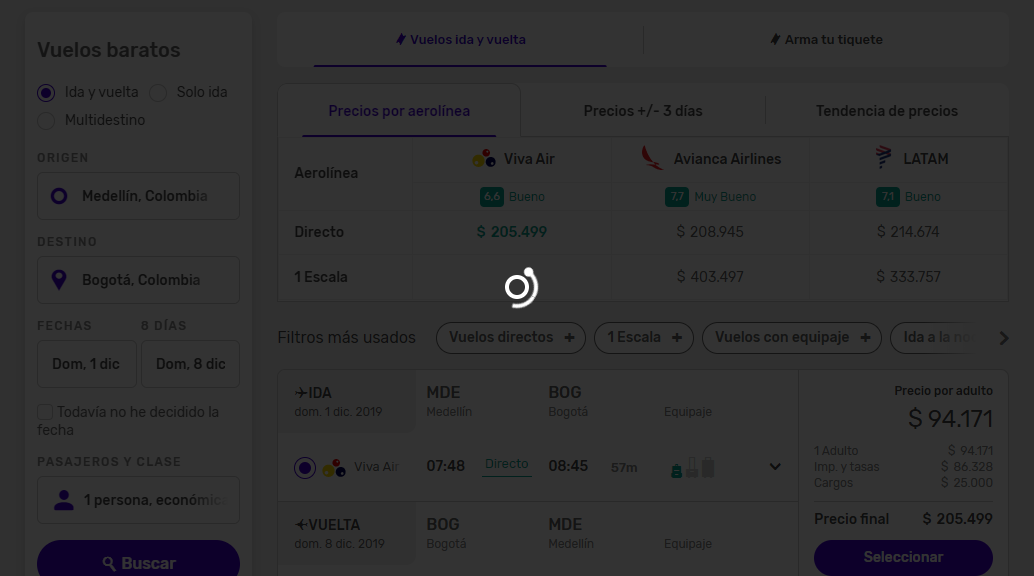 Vuelos baratos
Ida y vuelta
Solo ida
Multidestino
ORIGEN
Medellín, Colombia
DESTINO
Bogotá, Colombia
FECHAS
8 DÍAS
Dom, 1 dic
Dom, 8 dic
Todavía no he decidido la
fecha
PASAJEROS Y CLASE
1 persona, económica
Buscar
Vuelos ida y vuelta
Arma tu tiquete
Precios por aerolínea
Precios +/- 3 días
Tendencia de precios
Aerolínea
Viva Air
Avianca Airlines
LATAM
6,6 Bueno
7,7 Muy Bueno
7,1 Bueno
Directo
$ 205.499
$ 208.945
$ 214.674
1 Escala
$ 403.497
$ 333.757
Filtros más usados
Vuelos directos +
1 Escala +
Vuelos con equipaje +
Ida a la
IDA
dom. 1 dic. 2019
MDE
Medellín
BOG
Bogotá
Equipaje
Viva Air
07:48
Directo
08:45
57m
VUELTA
dom. 8 dic. 2019
BOG
Bogotá
MDE
Medellín
Equipaje
Precio por adulto
$ 94.171
1 Adulto $ 94.171
Imp. y tasas $ 86.328
Cargos $ 25.000
Precio final $ 205.499
Seleccionar